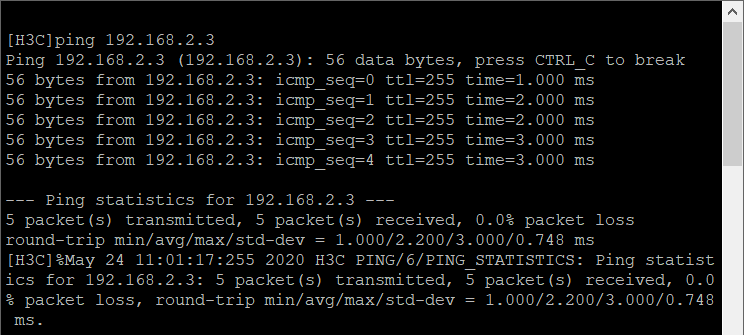 [H3C]ping 192.168.2.3
Ping 192.168.2.3 (192.168.2.3): 56 data bytes, press CTRL_C to break
56 bytes from 192.168.2.3: icmp_seq=0 ttl=255 time=1.000 ms
56 bytes from 192.168.2.3: icmp_seq=1 ttl=255 time=2.000 ms
56 bytes from 192.168.2.3: icmp_seq=2 ttl=255 time=2.000 ms
56 bytes from 192.168.2.3: icmp_seq=3 ttl=255 time=3.000 ms
56 bytes from 192.168.2.3: icmp_seq=4 ttl=255 time=3.000 ms
--- Ping statistics for 192.168.2.3 ---
5 packet(s) transmitted, 5 packet(s) received, 0.0% packet loss
round-trip min/avg/max/std-dev = 1.000/2.200/3.000/0.748 ms
[H3C]%May 24 11:01:17:255 2020 H3C PING/6/PING_STATISTICS: Ping statist
ics for 192.168.2.3: 5 packet(s) transmitted, 5 packet(s) received, 0.0
% packet loss, round-trip min/avg/max/std-dev = 1.000/2.200/3.000/0.748
 ms.